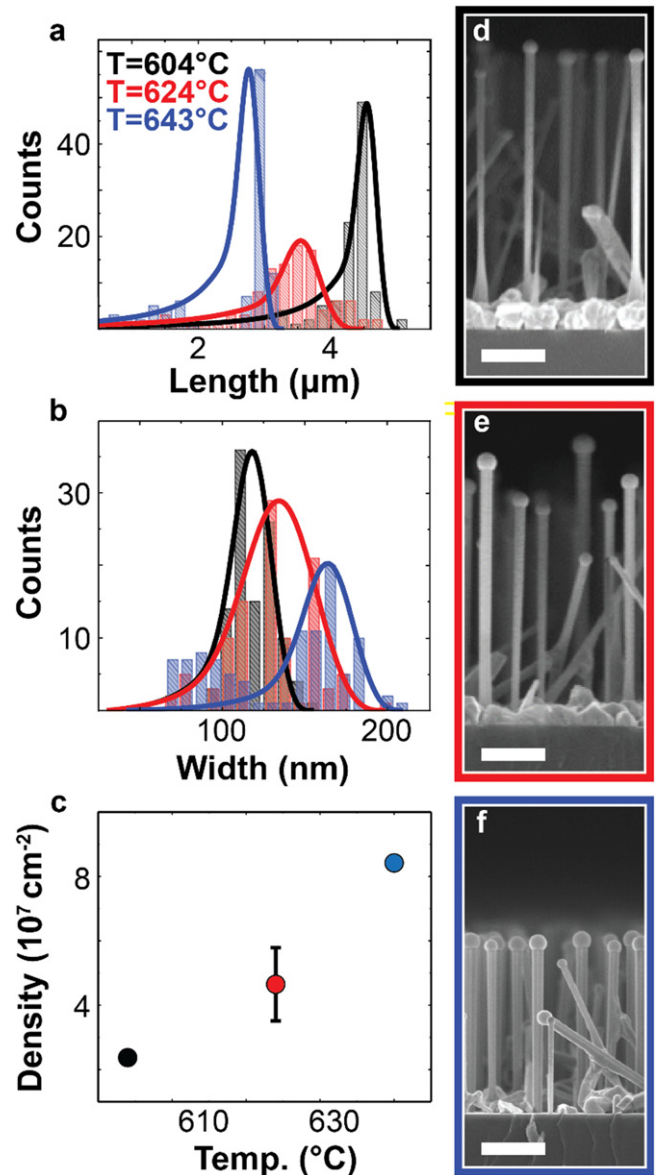 a
T=604°C
T=624°C
T=643°C
40
20
Counts
2
4
Length (μm)
b
30
10
Counts
100
200
Width (nm)
c
8
4
Density (10⁷ cm⁻²)
610
630
Temp. (°C)
d
e
f